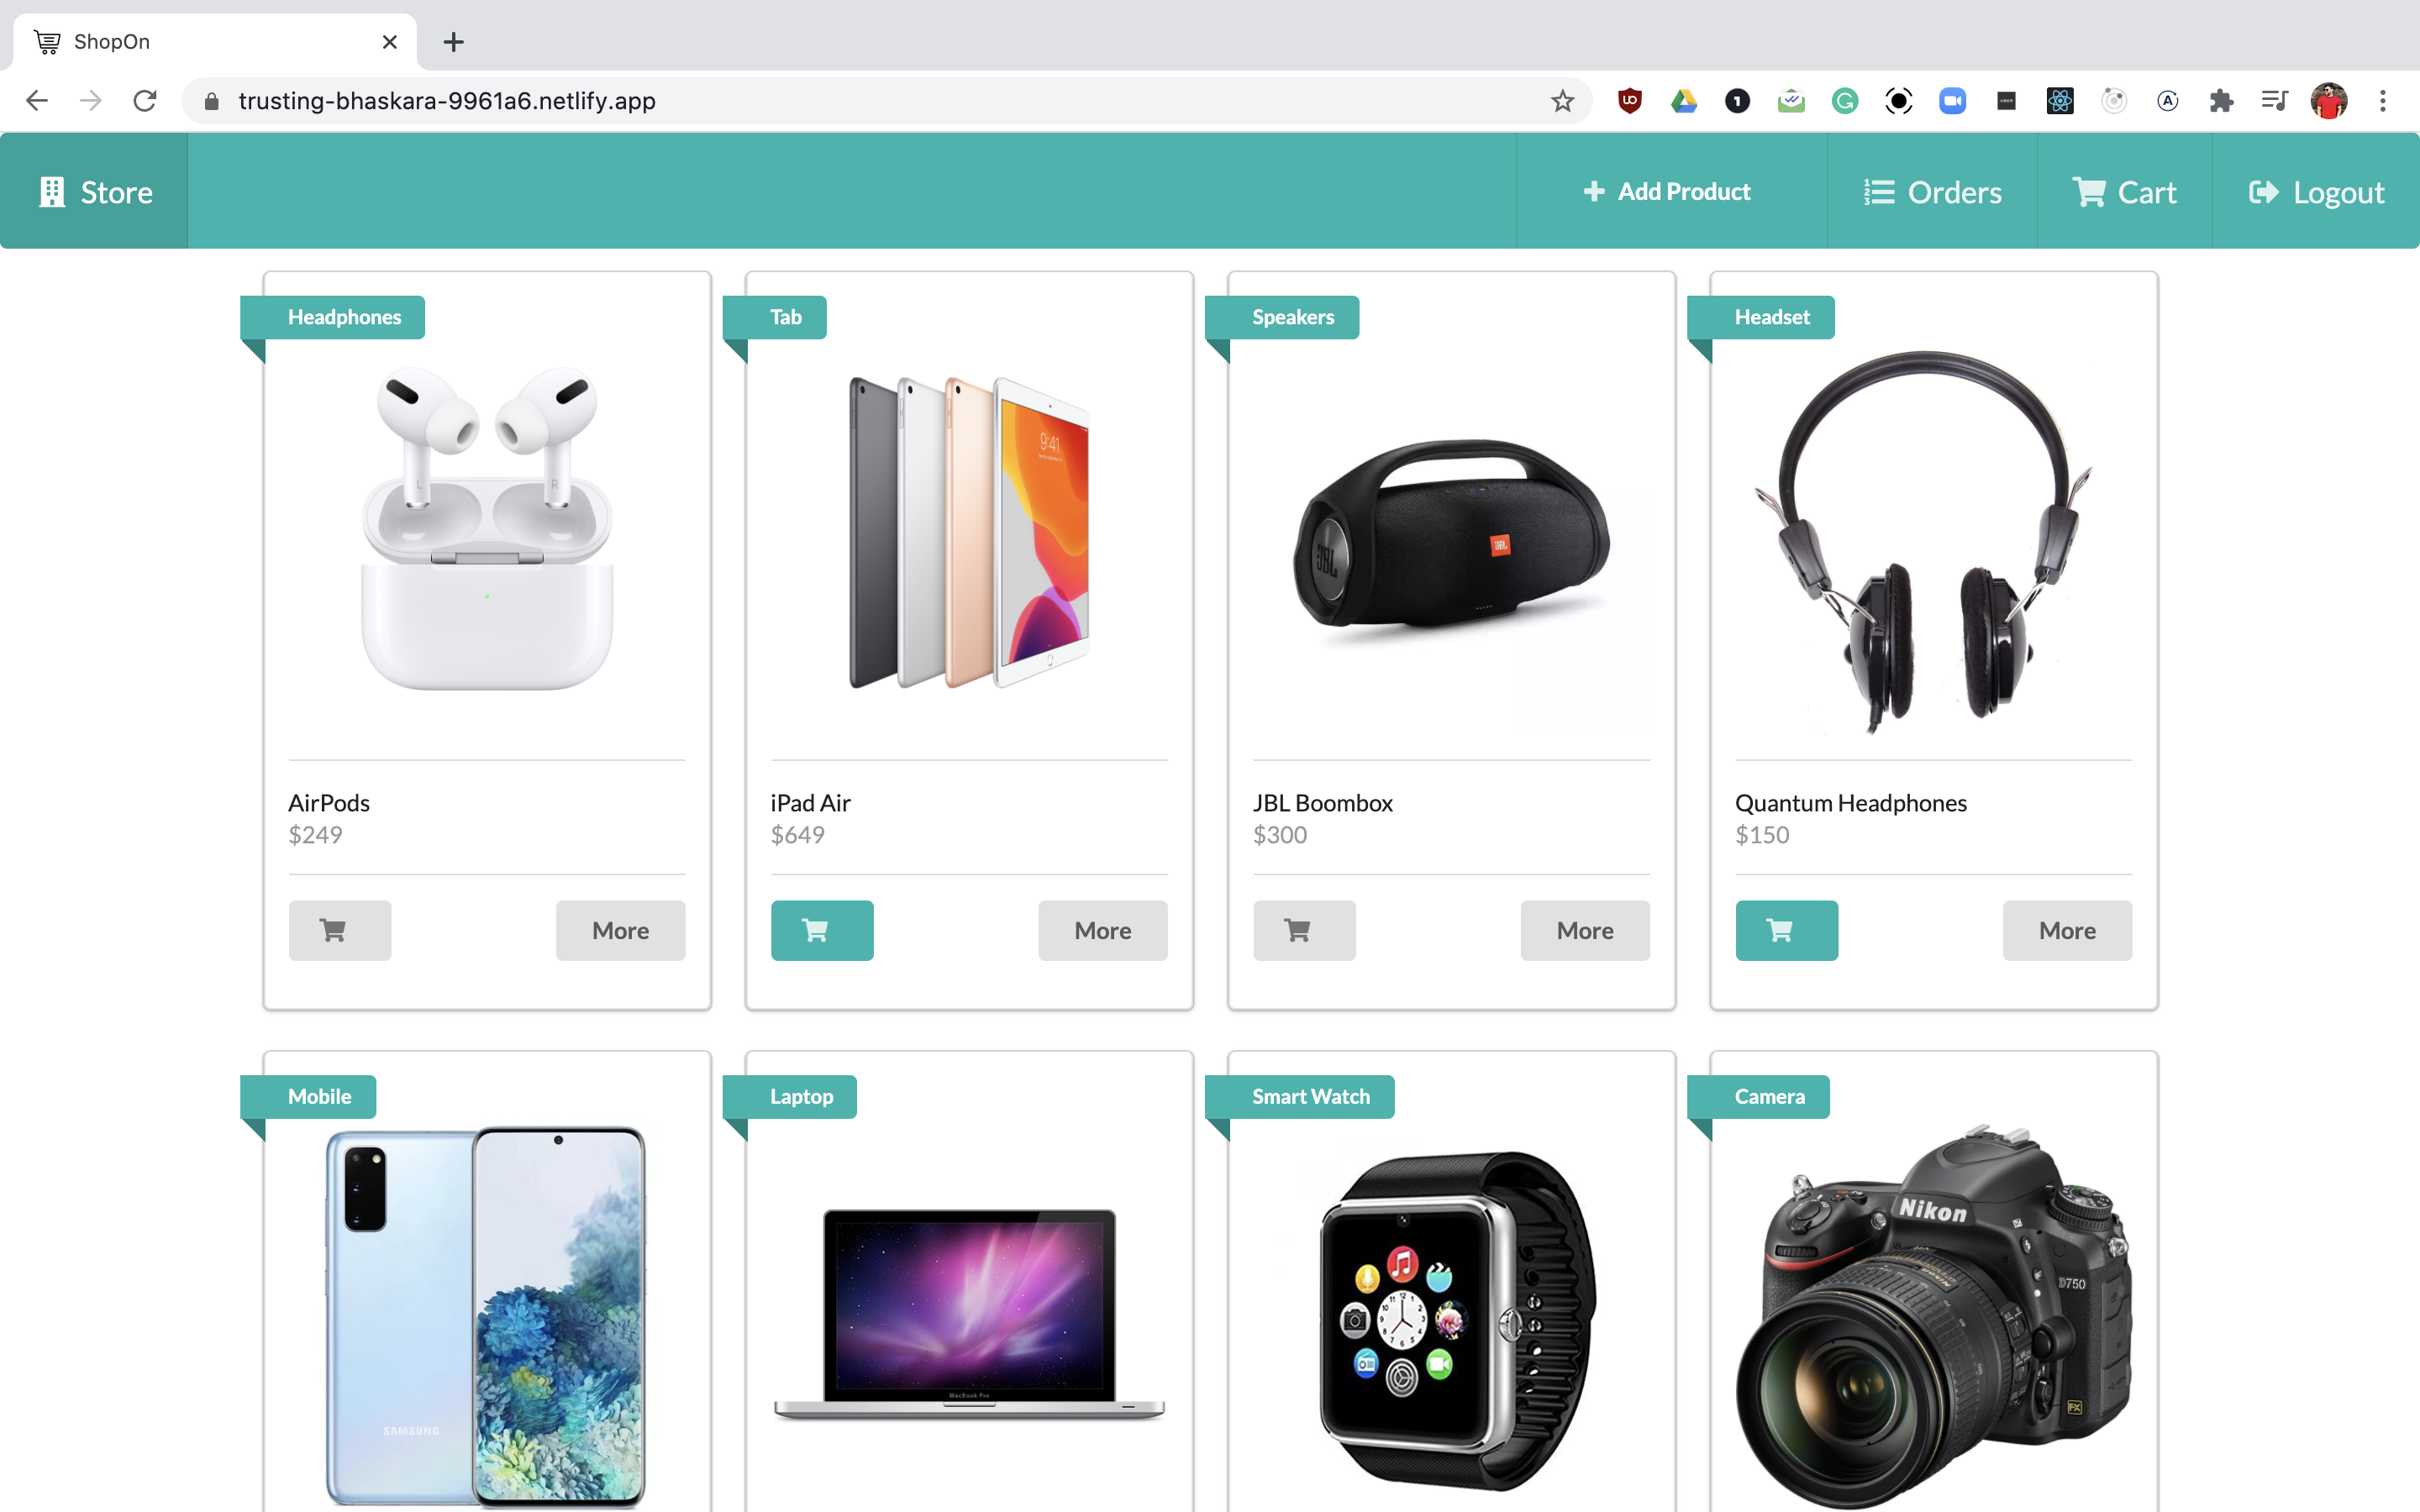 ShopOn
trusting-bhaskara-9961a6.netlify.app
Store
Add Product
Orders
Cart
Logout
Headphones
Tab
Speakers
Headset
L
R
9:41
JBL
JBL
AirPods
$249
iPad Air
$649
JBL Boombox
$300
Quantum Headphones
$150
More
More
More
More
Mobile
Laptop
Smart Watch
Camera
SAMSUNG
MacBook Pro
Nikon
D750
FX